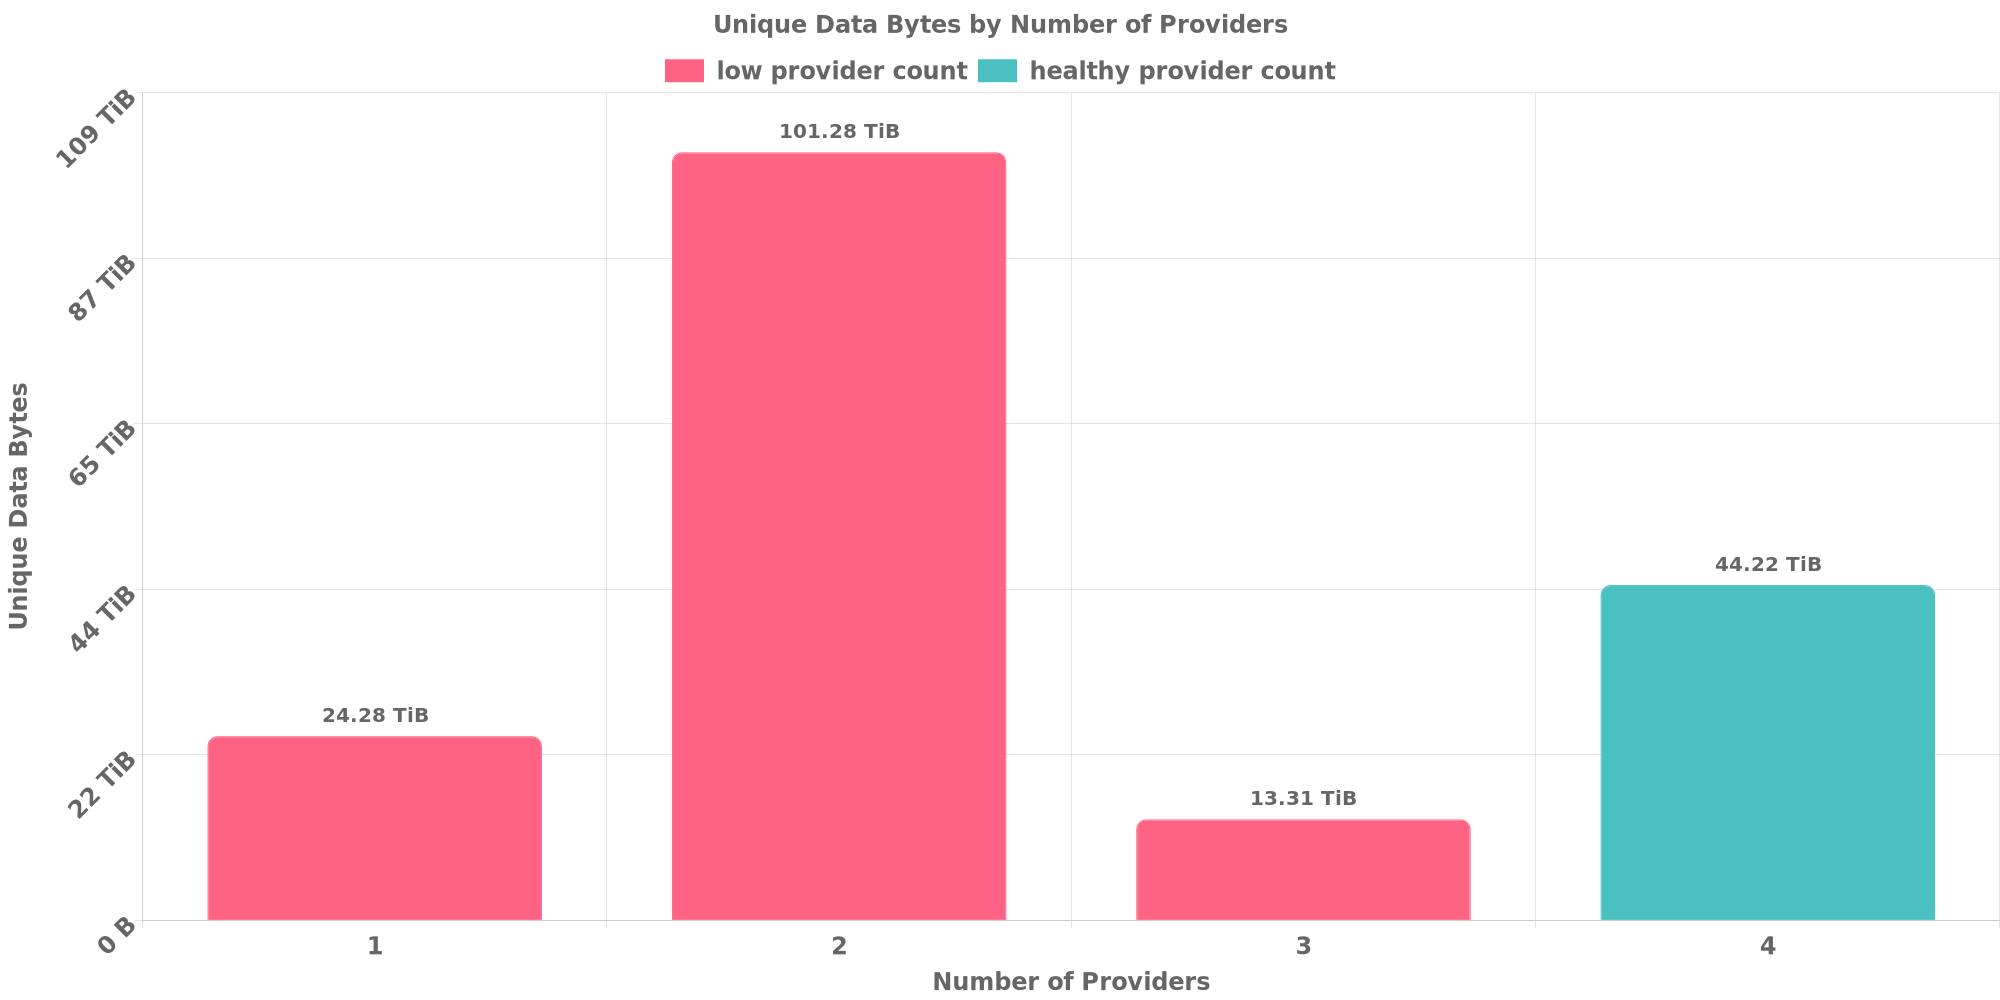 Unique Data Bytes by Number of Providers
low provider count healthy provider count
109 TiB
87 TiB
65 TiB
44 TiB
22 TiB
0 B
Unique Data Bytes
24.28 TiB
101.28 TiB
13.31 TiB
44.22 TiB
1 2 3 4
Number of Providers